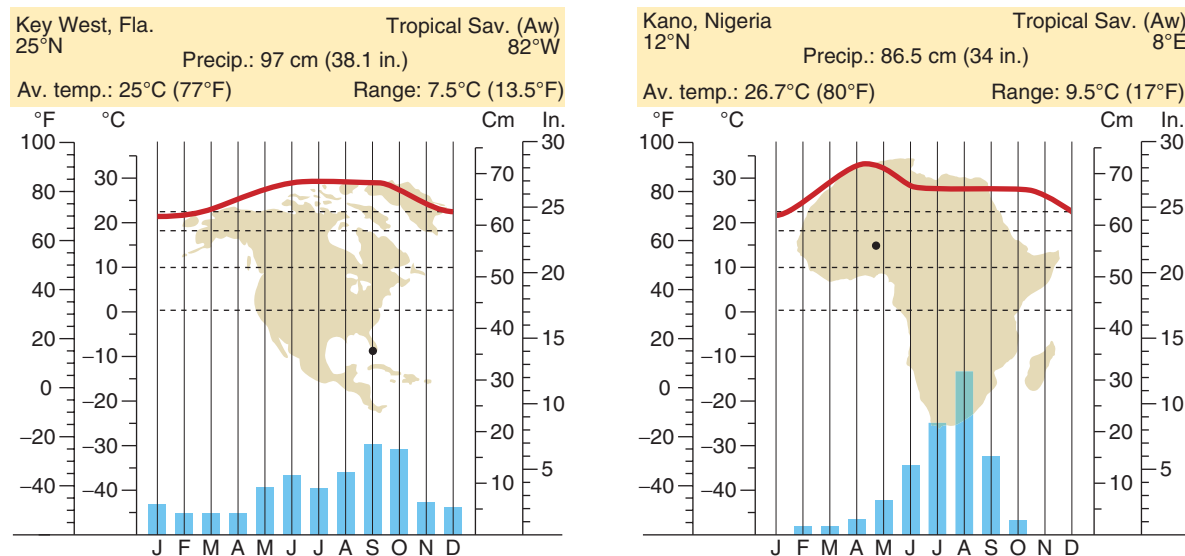 Key West, Fla. Tropical Sav. (Aw)
25°N 82°W
Precip.: 97 cm (38.1 in.)
Av. temp.: 25°C (77°F) Range: 7.5°C (13.5°F)
°F °C Cm In.
100 30
30 70
80 25
20 60
60
10 50 20
40
0 40 15
20
–10
0 30
–20 10
–20 20
–30
5
–40 –40 10
0
J F M A M J J A S O N D
Kano, Nigeria Tropical Sav. (Aw)
12°N 8°E
Precip.: 86.5 cm (34 in.)
Av. temp.: 26.7°C (80°F) Range: 9.5°C (17°F)
°F °C Cm In.
100 30
30 70
80 25
20 60
60
10 50 20
40
0 40 15
20
–10
0 30
–20 10
–20 20
–30
5
–40 –40 10
0
J F M A M J J A S O N D